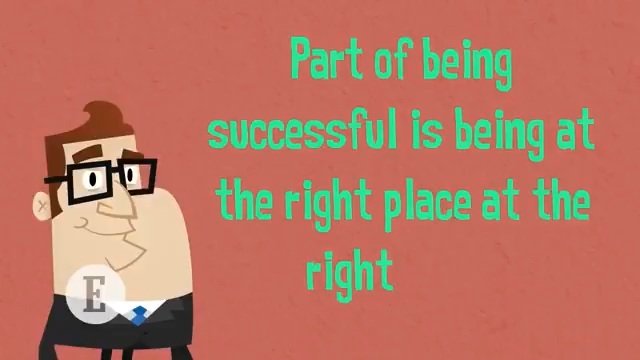 Part of being
successful is being at
the right place at the
right
E